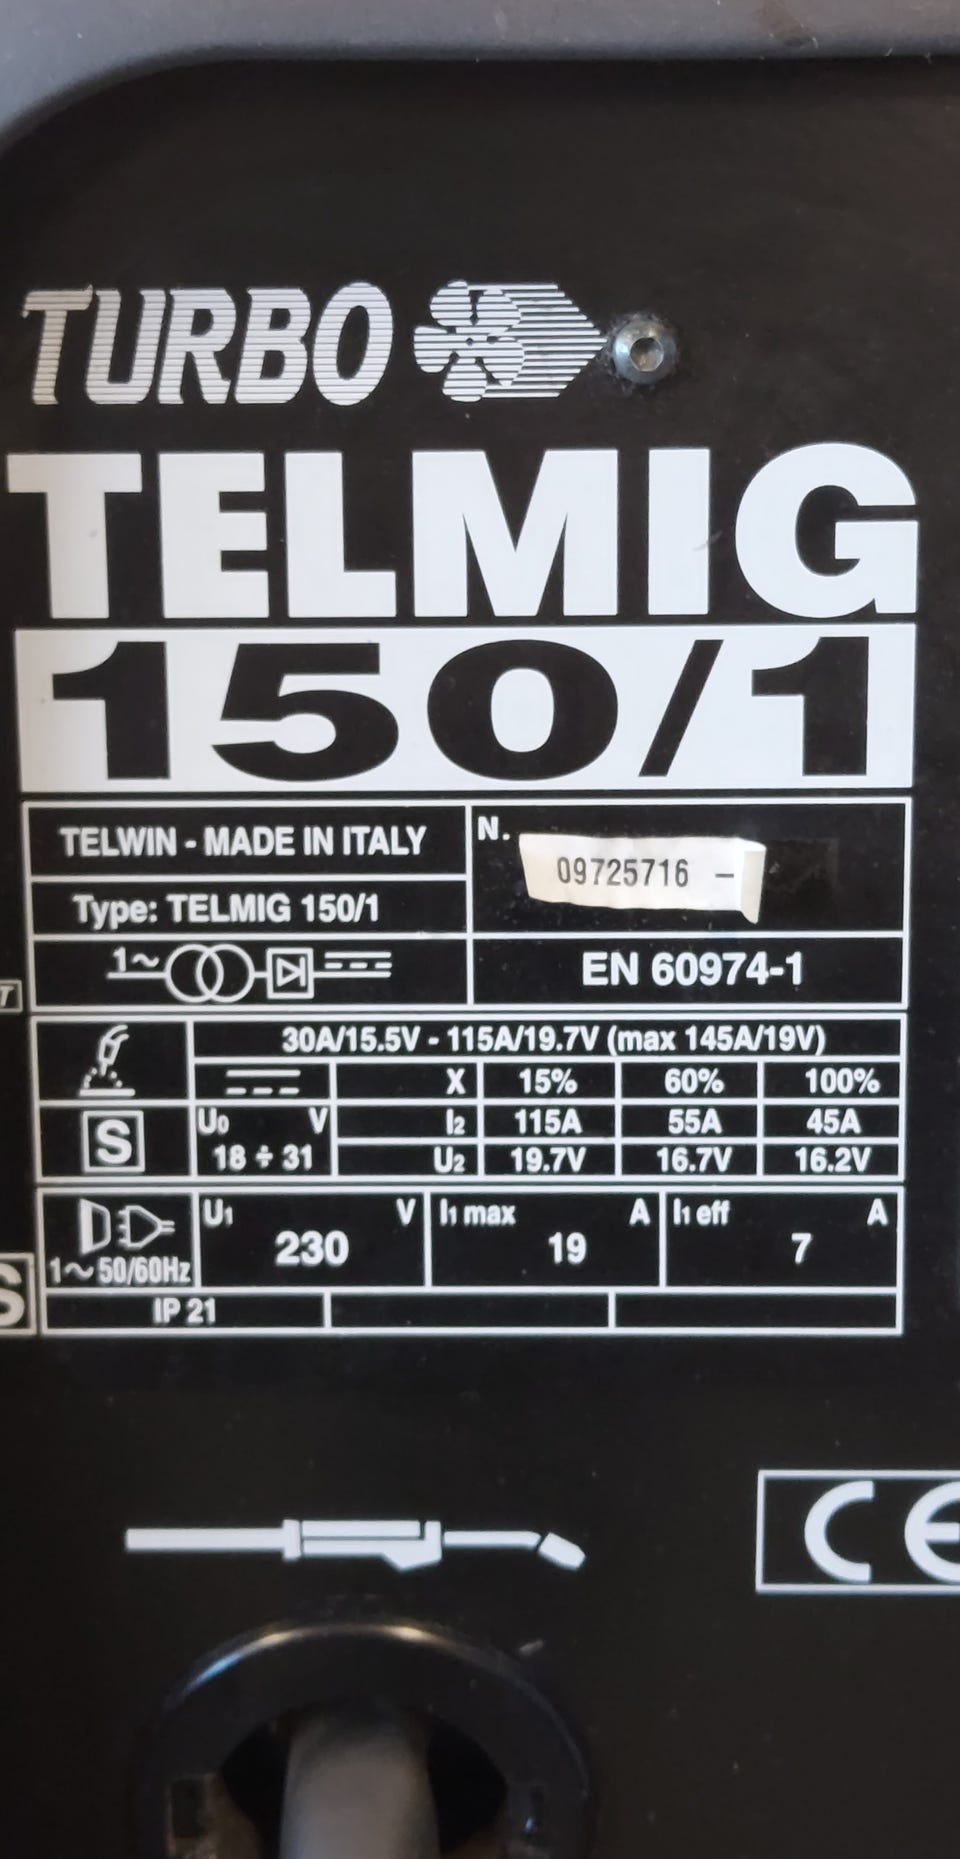 TURBO
TELMIG
150/1
TELWIN - MADE IN ITALY
N.
09725716 -
Type: TELMIG 150/1
1~
EN 60974-1
30A/15.5V - 115A/19.7V (max 145A/19V)
X 15% 60% 100%
S
U0 V
18 ÷ 31
I2 115A 55A 45A
U2 19.7V 16.7V 16.2V
1~ 50/60Hz
U1 V
230
I1 max A
19
I1 eff A
7
IP 21
T
S
CE